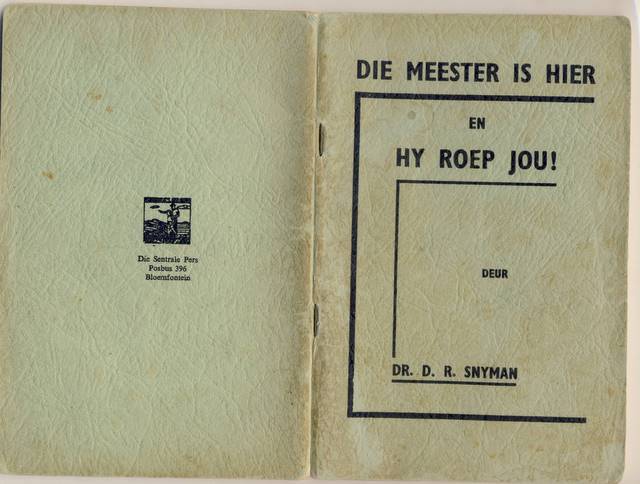 Die Sentrale Pers
Posbus 396
Bloemfontein
DIE MEESTER IS HIER
EN
HY ROEP JOU!
DEUR
DR. D. R. SNYMAN